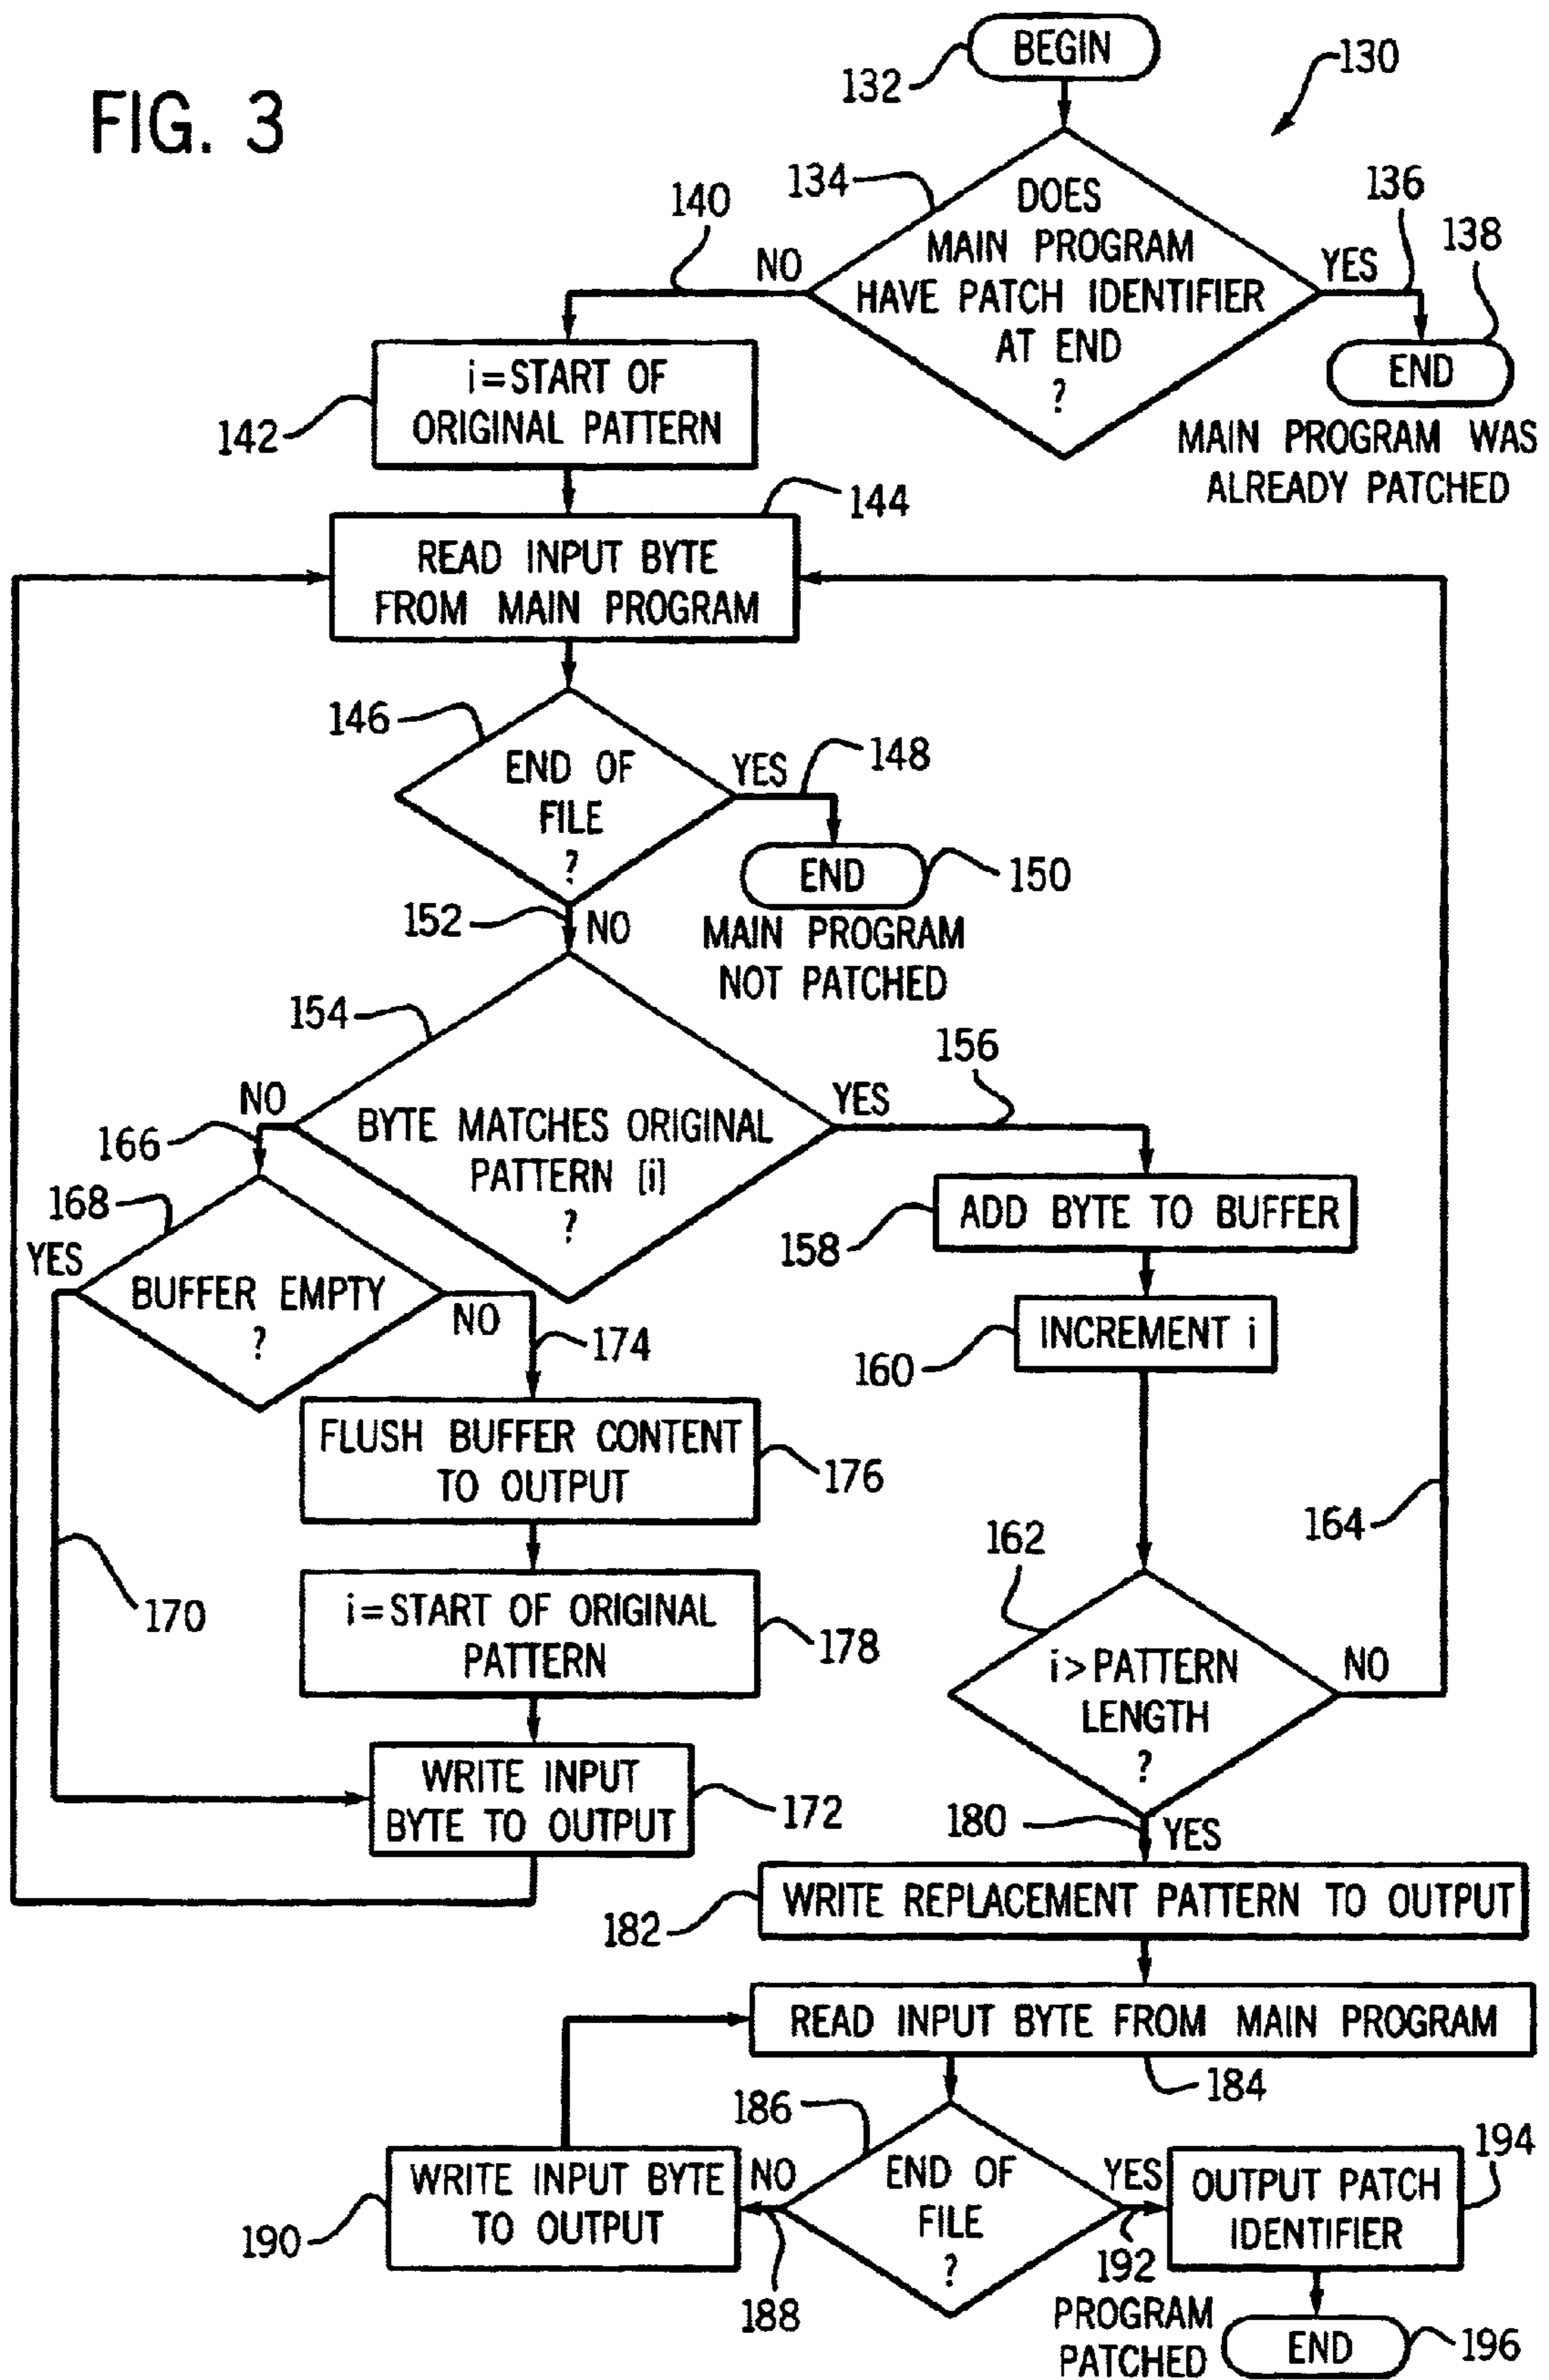 FIG. 3
BEGIN
132
130
134
DOES
MAIN PROGRAM
HAVE PATCH IDENTIFIER
AT END
?
140
NO
YES
136
138
END
MAIN PROGRAM WAS
ALREADY PATCHED
i=START OF
ORIGINAL PATTERN
142
144
READ INPUT BYTE
FROM MAIN PROGRAM
146
END OF
FILE
?
YES
148
END
150
MAIN PROGRAM
NOT PATCHED
152
NO
154
BYTE MATCHES ORIGINAL
PATTERN [i]
?
NO
166
YES
156
168
YES
BUFFER EMPTY
?
NO
174
ADD BYTE TO BUFFER
158
INCREMENT i
160
FLUSH BUFFER CONTENT
TO OUTPUT
176
170
i=START OF ORIGINAL
PATTERN
178
162
164
i>PATTERN
LENGTH
?
NO
WRITE INPUT
BYTE TO OUTPUT
172
180
YES
WRITE REPLACEMENT PATTERN TO OUTPUT
182
READ INPUT BYTE FROM MAIN PROGRAM
184
186
END OF
FILE
?
NO
188
WRITE INPUT BYTE
TO OUTPUT
190
YES
192
PROGRAM
PATCHED
OUTPUT PATCH
IDENTIFIER
194
END
196